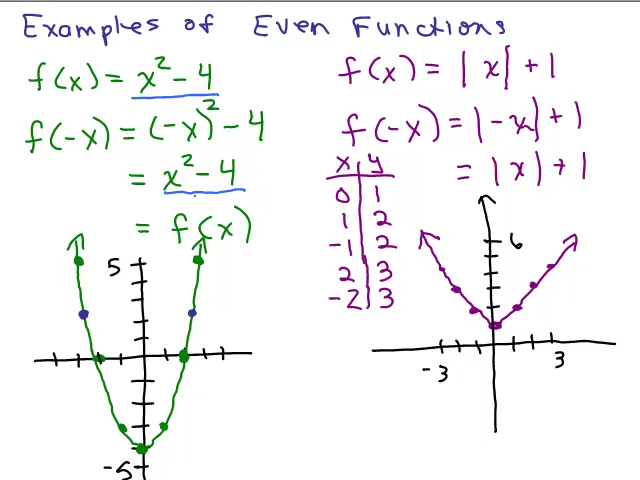 Examples of Even Functions
f(x) = x² - 4
f(-x) = (-x)² - 4
= x² - 4
= f(x)
5
-5
f(x) = |x| + 1
f(-x) = |-x| + 1
= |x| + 1
x y
0 1
1 2
-1 2
2 3
-2 3
6
-3 3